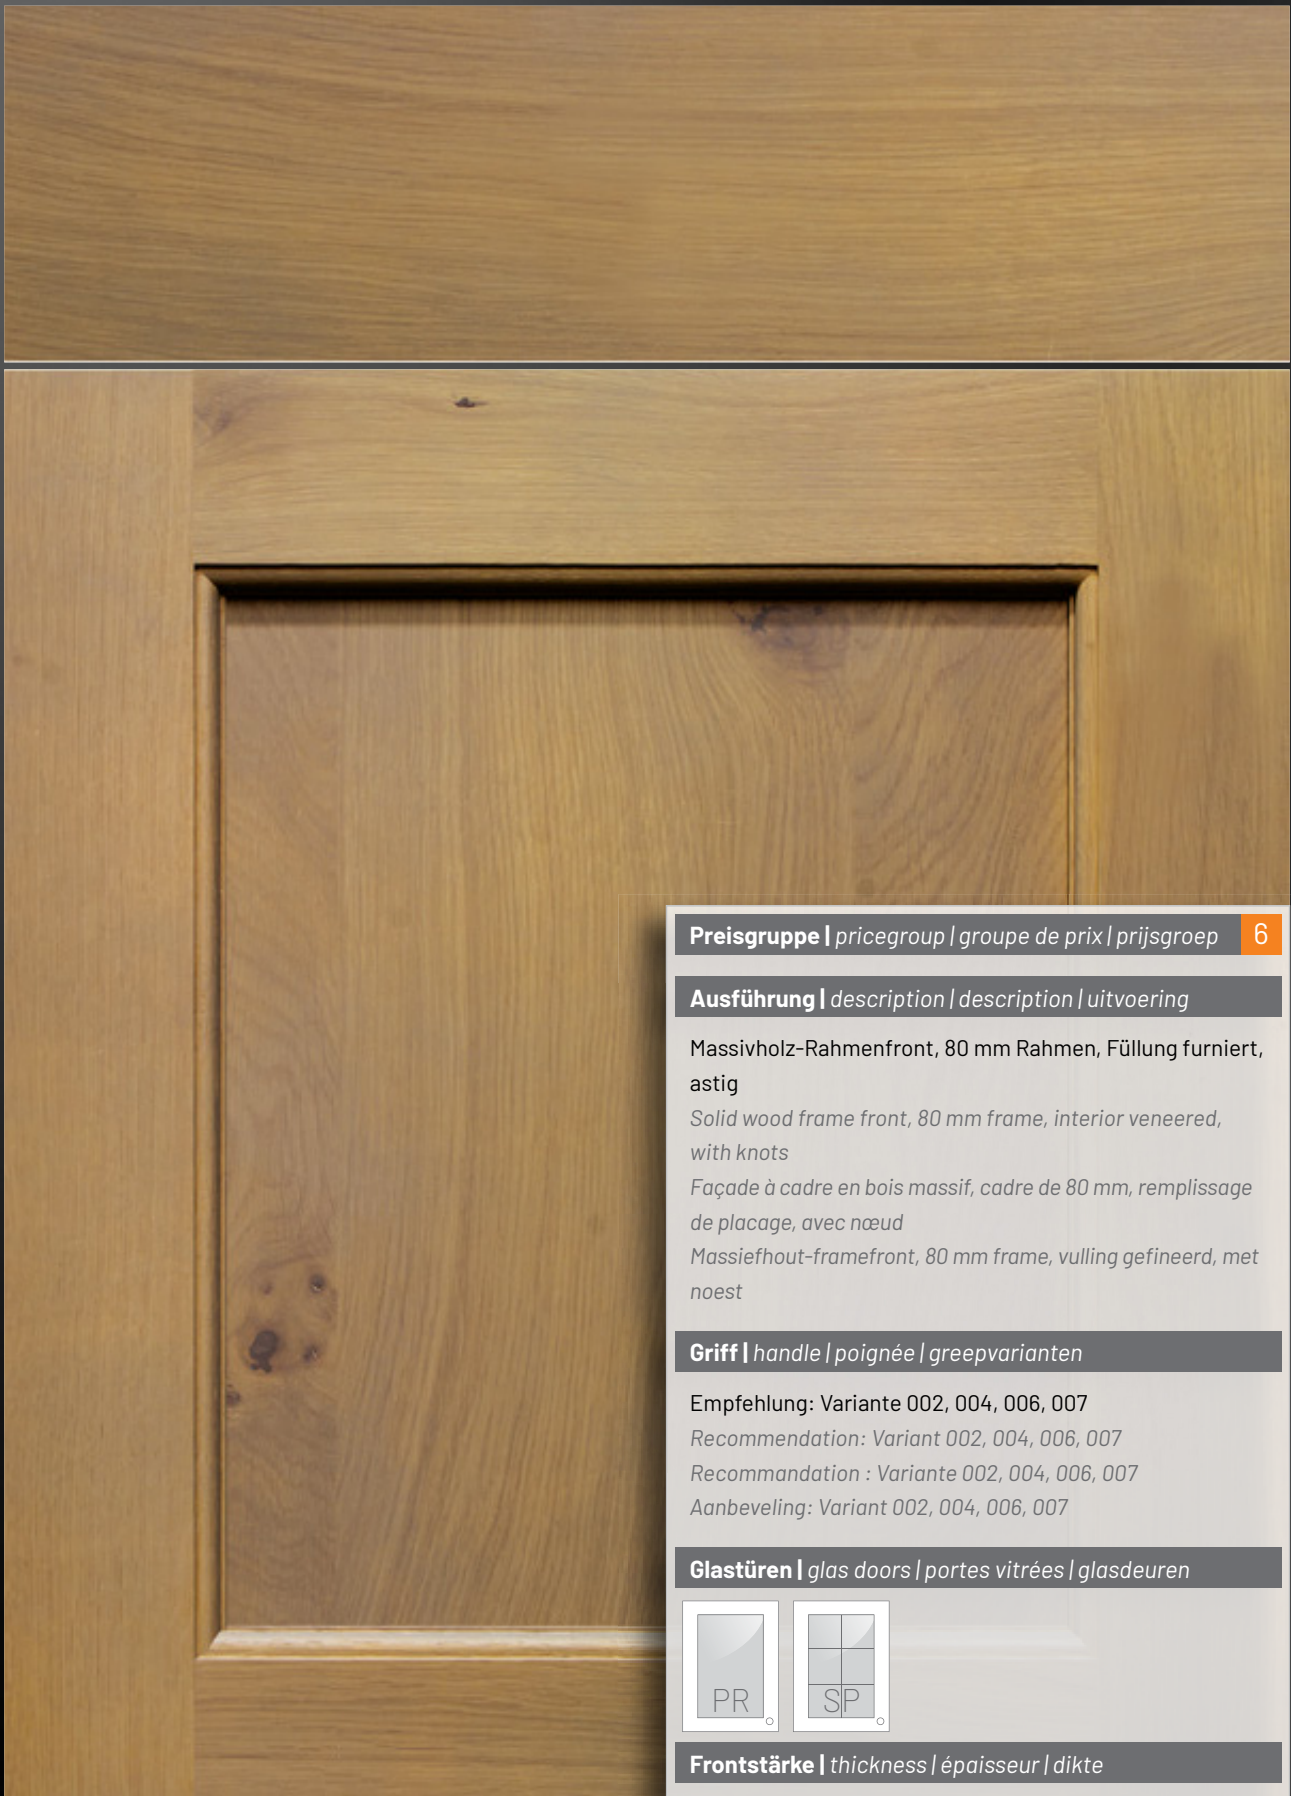 Preisgruppe | pricegroup | groupe de prix | prijsgroep 6
Ausführung | description | description | uitvoering
Massivholz-Rahmenfront, 80 mm Rahmen, Füllung furniert,
astig
Solid wood frame front, 80 mm frame, interior veneered,
with knots
Façade à cadre en bois massif, cadre de 80 mm, remplissage
de placage, avec nœud
Massiefhout-framefront, 80 mm frame, vulling gefineerd, met
noest
Griff | handle | poignée | greepvarianten
Empfehlung: Variante 002, 004, 006, 007
Recommendation: Variant 002, 004, 006, 007
Recommandation : Variante 002, 004, 006, 007
Aanbeveling: Variant 002, 004, 006, 007
Glastüren | glas doors | portes vitrées | glasdeuren
PR SP
Frontstärke | thickness | épaisseur | dikte